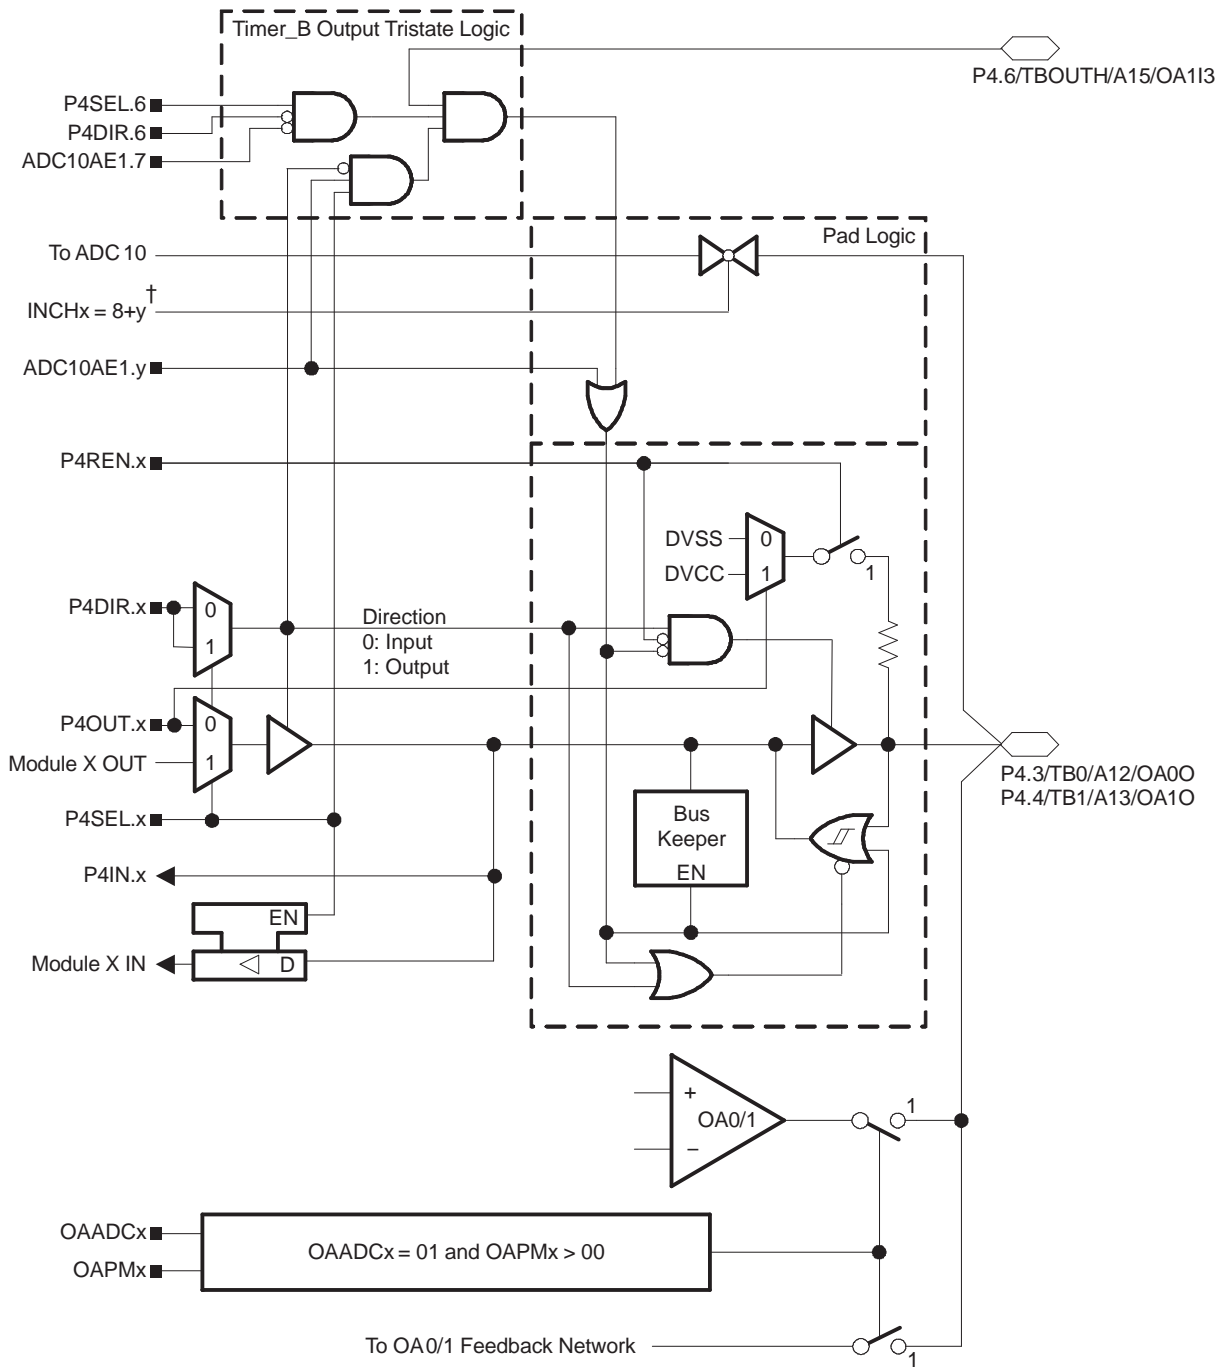 Timer_B Output Tristate Logic
P4.6/TBOUTH/A15/OA1I3
P4SEL.6
P4DIR.6
ADC10AE1.7
Pad Logic
To ADC 10
INCHx = 8+y†
ADC10AE1.y
P4REN.x
DVSS
0
DVCC
1
1
P4DIR.x
0
1
Direction
0: Input
1: Output
P4OUT.x
0
Module X OUT
1
P4.3/TB0/A12/OA0O
P4.4/TB1/A13/OA1O
P4SEL.x
Bus
Keeper
EN
P4IN.x
EN
Module X IN
D
+
OA0/1
−
1
OAADCx
OAPMx
OAADCx = 01 and OAPMx > 00
To OA0/1 Feedback Network
1